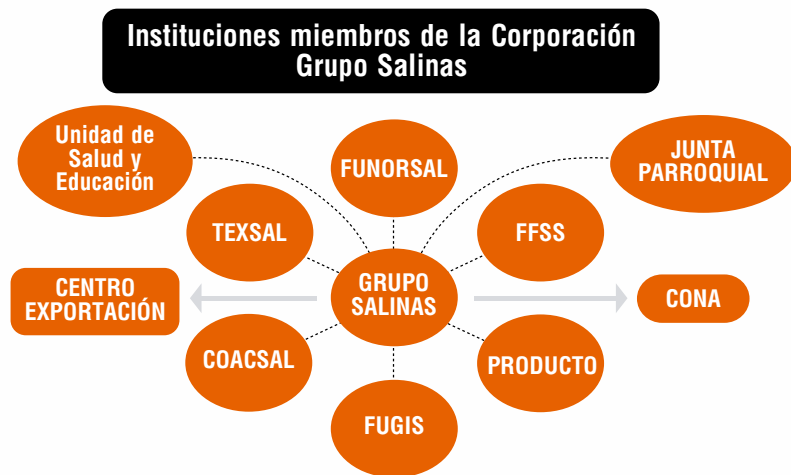 Instituciones miembros de la Corporación
Grupo Salinas
Unidad de
Salud y
Educación
FUNORSAL
JUNTA
PARROQUIAL
TEXSAL
FFSS
CENTRO
EXPORTACIÓN
GRUPO
SALINAS
CONA
COACSAL
PRODUCTO
FUGIS